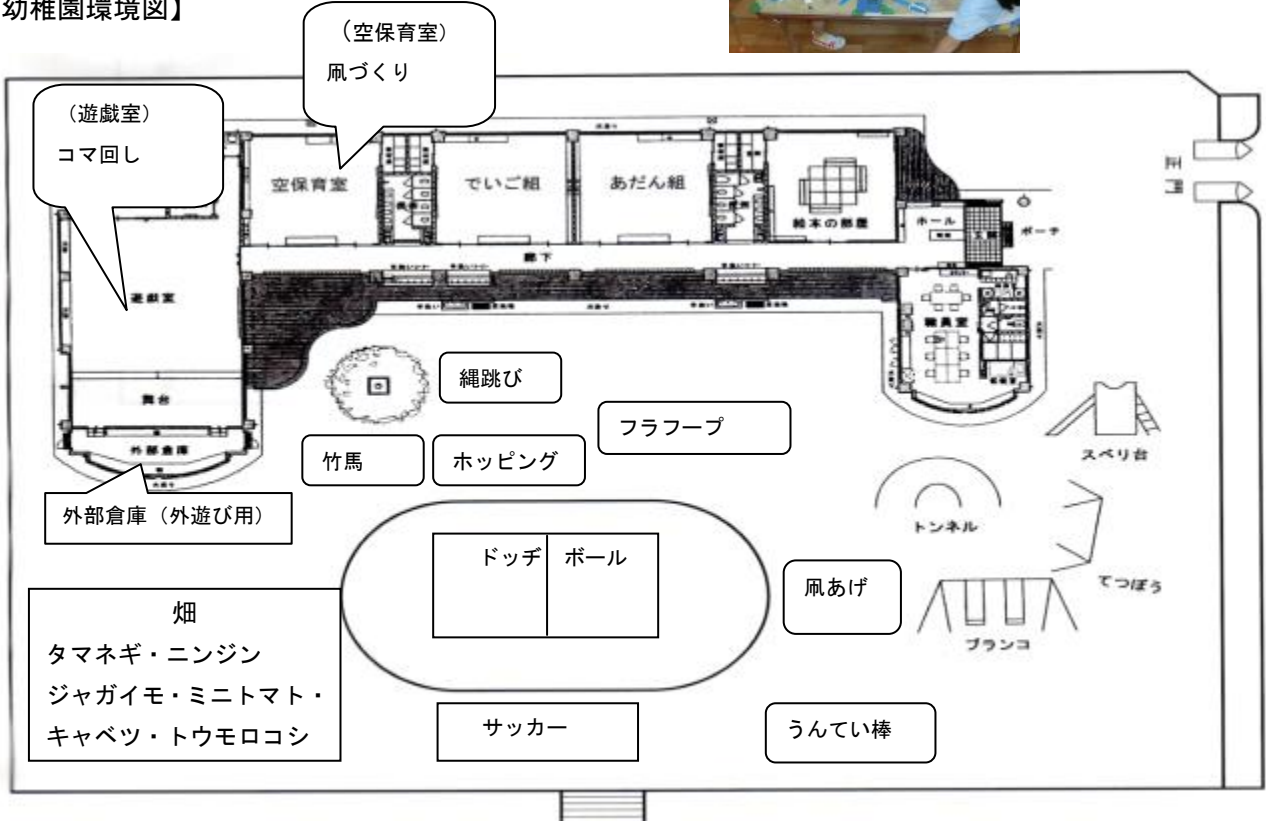 幼稚園環境図】
（空保育室）
凧づくり
（遊戯室）
コマ回し
正門
空保育室
でいご組
あだん組
絵本の部屋
ホール
玄関
ポーチ
廊下
遊戯室
職員室
舞台
外部倉庫
縄跳び
フラフープ
竹馬
ホッピング
スベリ台
外部倉庫（外遊び用）
トンネル
ドッヂ ボール
凧あげ
てつぼう
ブランコ
畑
タマネギ・ニンジン
ジャガイモ・ミニトマト・
キャベツ・トウモロコシ
サッカー
うんてい棒